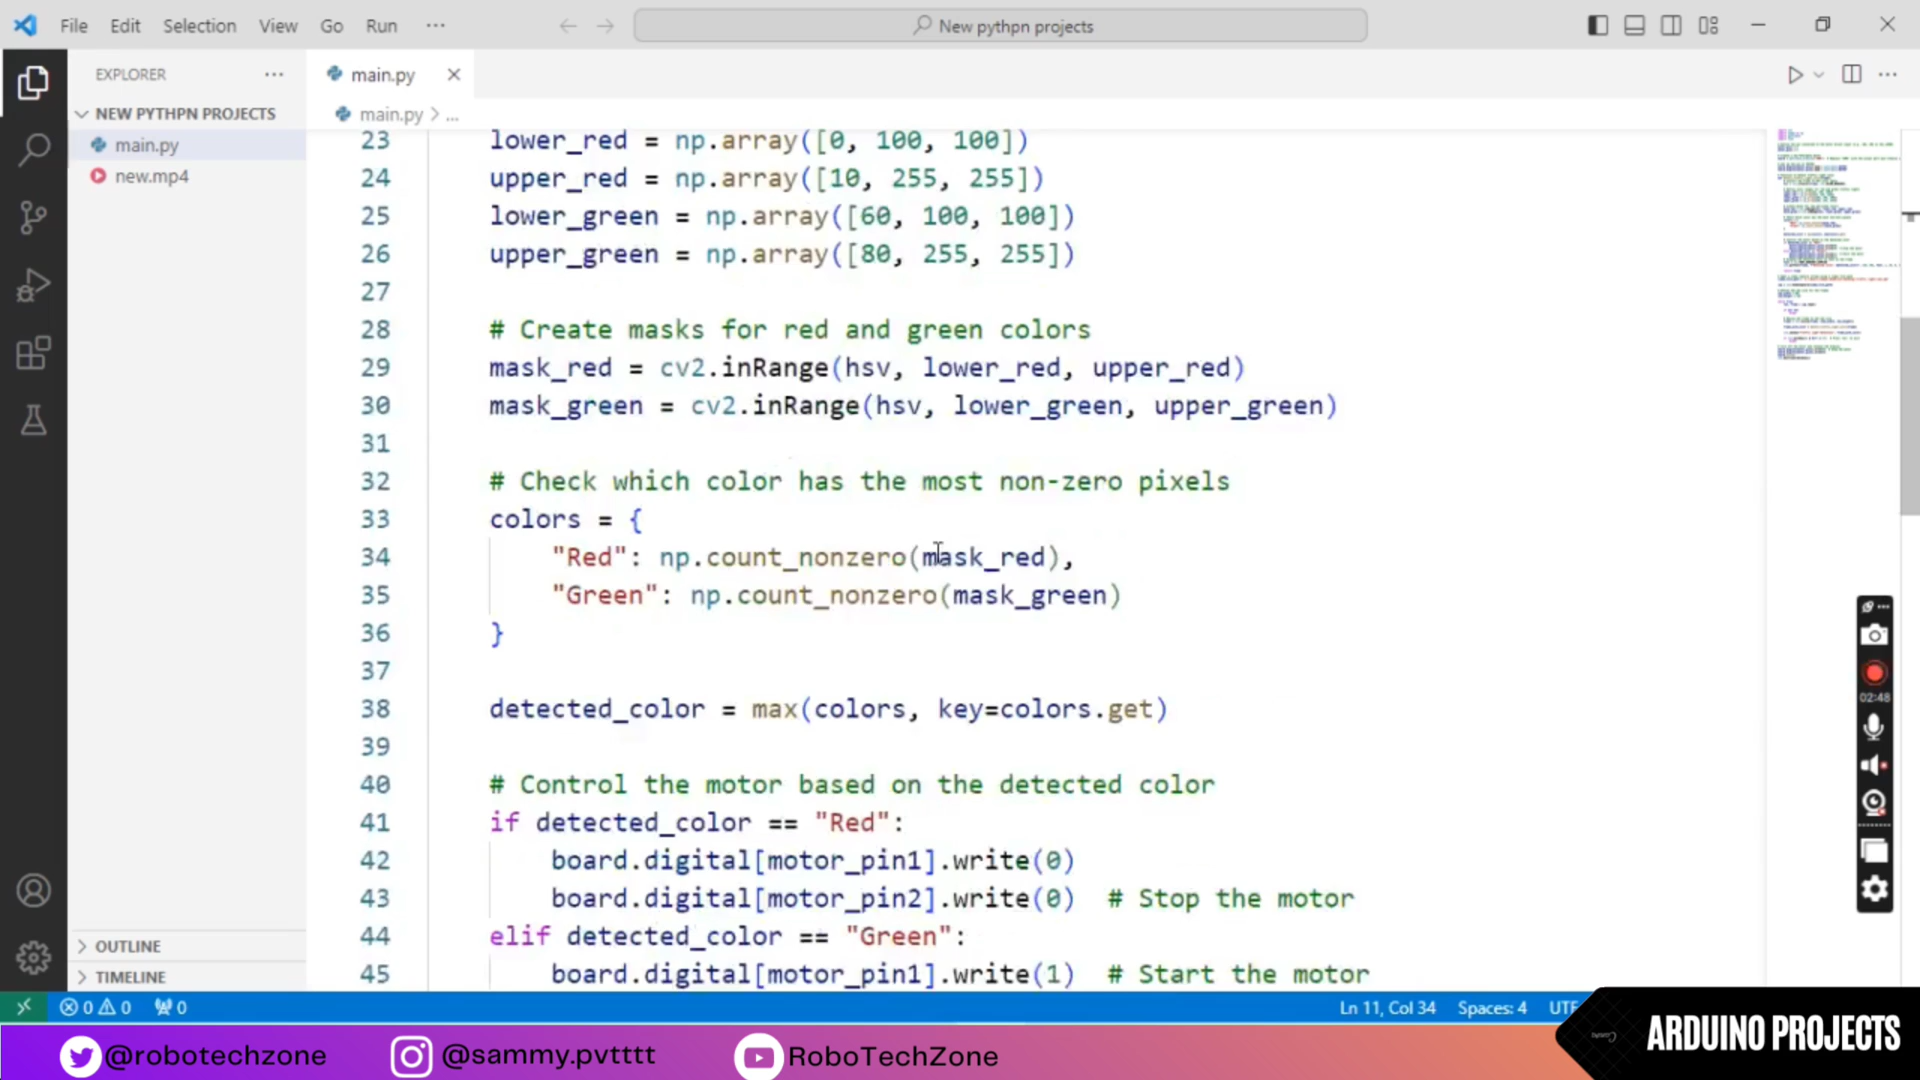 File Edit Selection View Go Run ···
New pythpn projects
EXPLORER
NEW PYTHPN PROJECTS
main.py
new.mp4
OUTLINE
TIMELINE
main.py
main.py > ...
23 lower_red = np.array([0, 100, 100])
24 upper_red = np.array([10, 255, 255])
25 lower_green = np.array([60, 100, 100])
26 upper_green = np.array([80, 255, 255])
27
28 # Create masks for red and green colors
29 mask_red = cv2.inRange(hsv, lower_red, upper_red)
30 mask_green = cv2.inRange(hsv, lower_green, upper_green)
31
32 # Check which color has the most non-zero pixels
33 colors = {
34 "Red": np.count_nonzero(mask_red),
35 "Green": np.count_nonzero(mask_green)
36 }
37
38 detected_color = max(colors, key=colors.get)
39
40 # Control the motor based on the detected color
41 if detected_color == "Red":
42 board.digital[motor_pin1].write(0)
43 board.digital[motor_pin2].write(0) # Stop the motor
44 elif detected_color == "Green":
45 board.digital[motor_pin1].write(1) # Start the motor
02:48
0 0 0
Ln 11, Col 34 Spaces: 4 UTF
@robotechzone @sammy.pvtttt RoboTechZone
ARDUINO PROJECTS